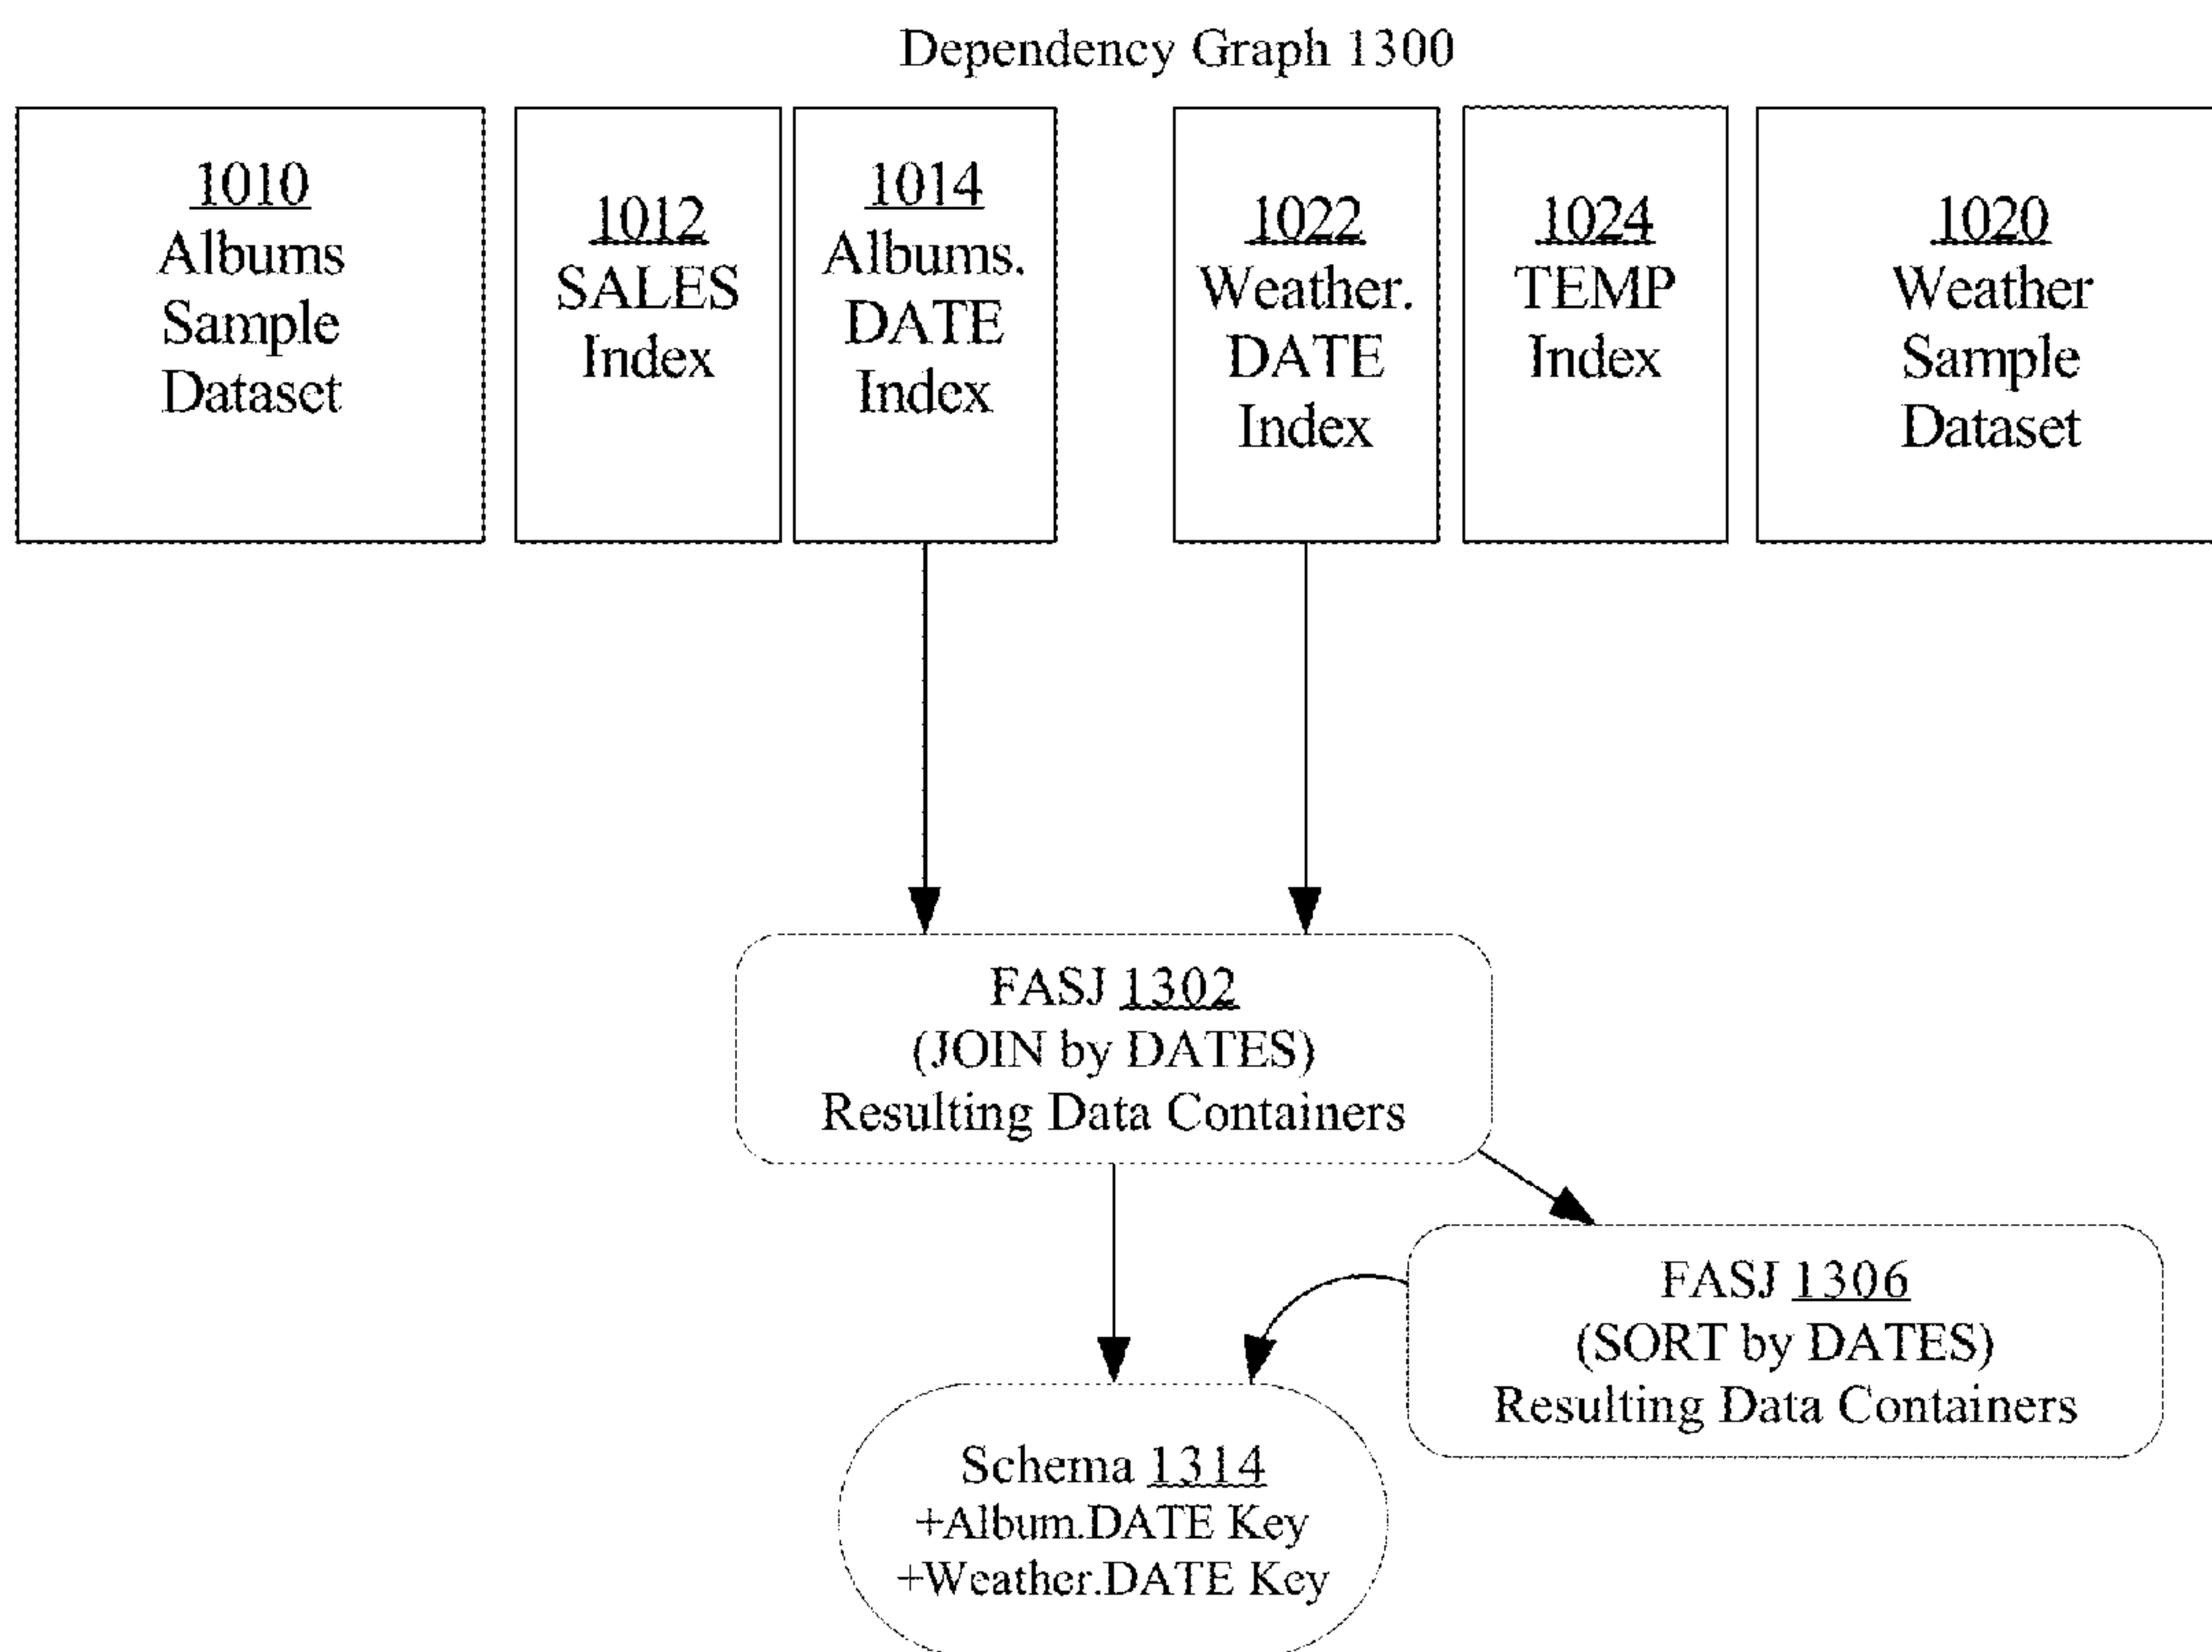 Dependency Graph 1300
1010
Albums
Sample
Dataset
1012
SALES
Index
1014
Albums.
DATE
Index
1022
Weather.
DATE
Index
1024
TEMP
Index
1020
Weather
Sample
Dataset
FASJ 1302
(JOIN by DATES)
Resulting Data Containers
FASJ 1306
(SORT by DATES)
Resulting Data Containers
Schema 1314
+Album.DATE Key
+Weather.DATE Key